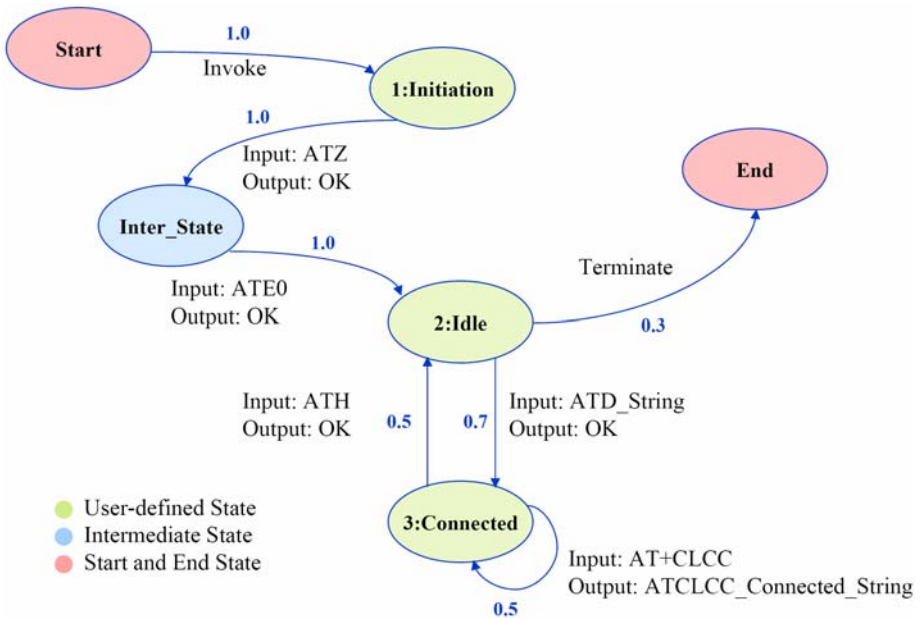 Start
1.0
Invoke
1:Initiation
1.0
Input: ATZ
Output: OK
End
Inter_State
1.0
Terminate
Input: ATE0
Output: OK
2:Idle
0.3
Input: ATH
Output: OK
0.5
0.7
Input: ATD_String
Output: OK
User-defined State
Intermediate State
Start and End State
3:Connected
Input: AT+CLCC
Output: ATCLCC_Connected_String
0.5